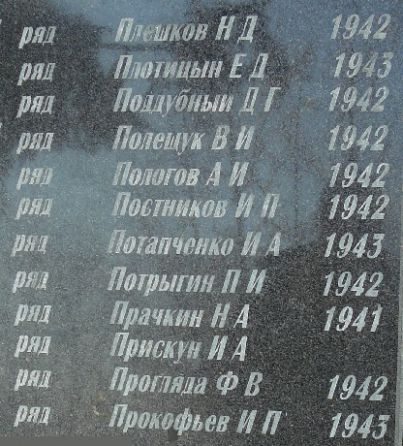 ряд Плешков Н Д 1942
ряд Плотицын Е Д 1943
ряд Поддубный Д Г 1942
ряд Полещук В И 1942
ряд Пологов А И 1942
ряд Постников И П 1942
ряд Потапченко И А 1943
ряд Потрыгин П И 1942
ряд Прачкин Н А 1941
ряд Прискун И А
ряд Прогляда Ф В 1942
ряд Прокофьев И П 1943